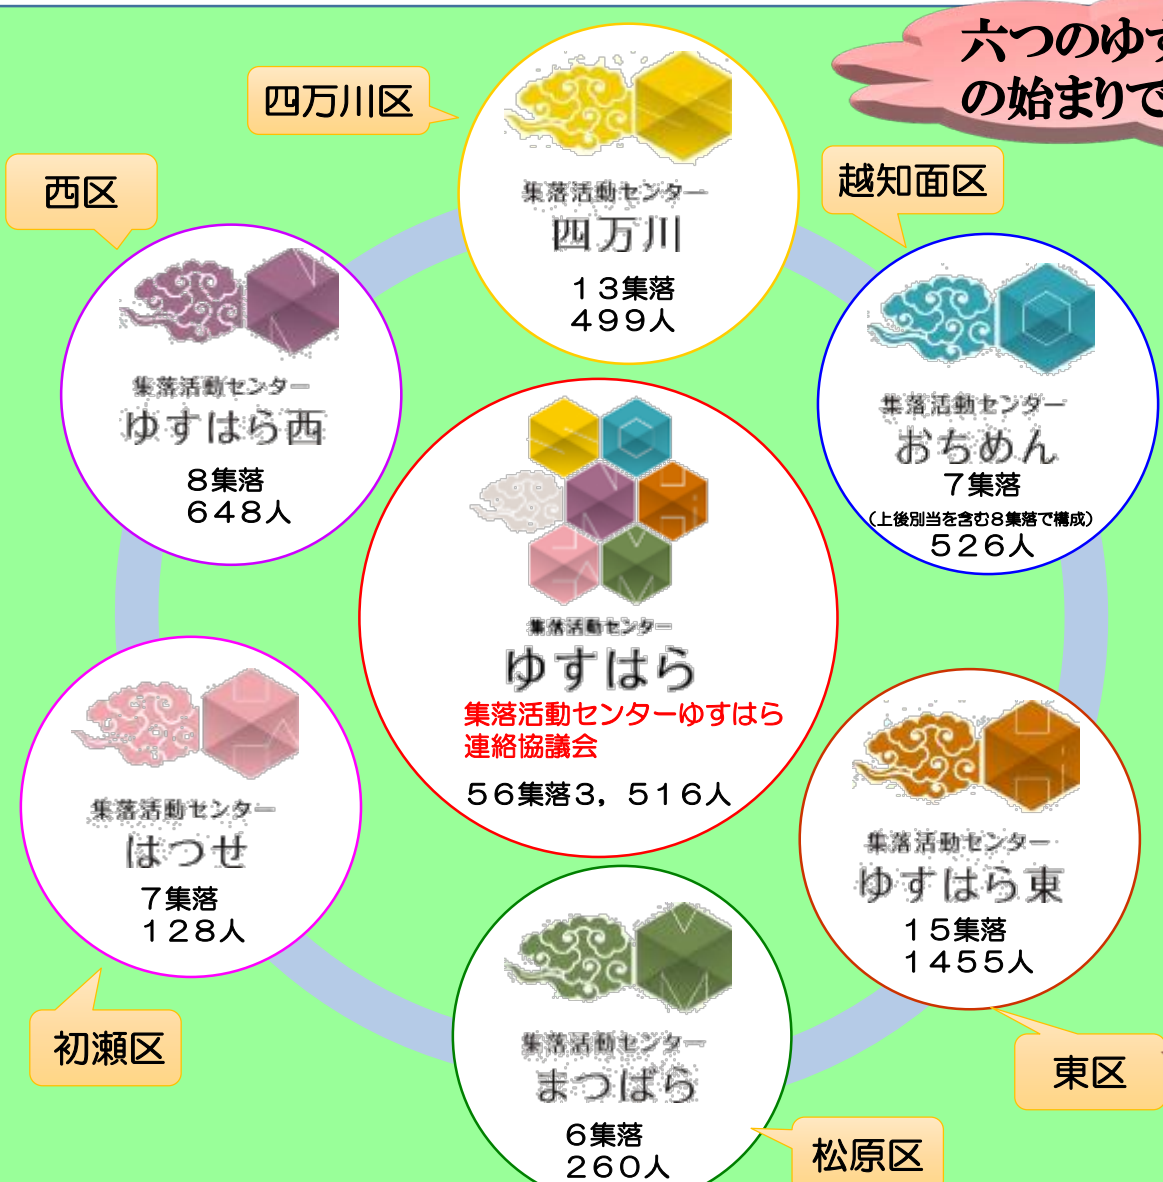 六つのゆす
の始まりで
四万川区
集落活動センター
四万川
１３集落
４９９人
西区
集落活動センター
ゆすはら西
８集落
６４８人
越知面区
集落活動センター
おちめん
７集落
（上後別当を含む８集落で構成）
５２６人
集落活動センター
ゆすはら
集落活動センターゆすはら
連絡協議会
５６集落３，５１６人
集落活動センター
はつせ
７集落
１２８人
初瀬区
集落活動センター
ゆすはら東
１５集落
１４５５人
東区
集落活動センター
まつばら
６集落
２６０人
松原区